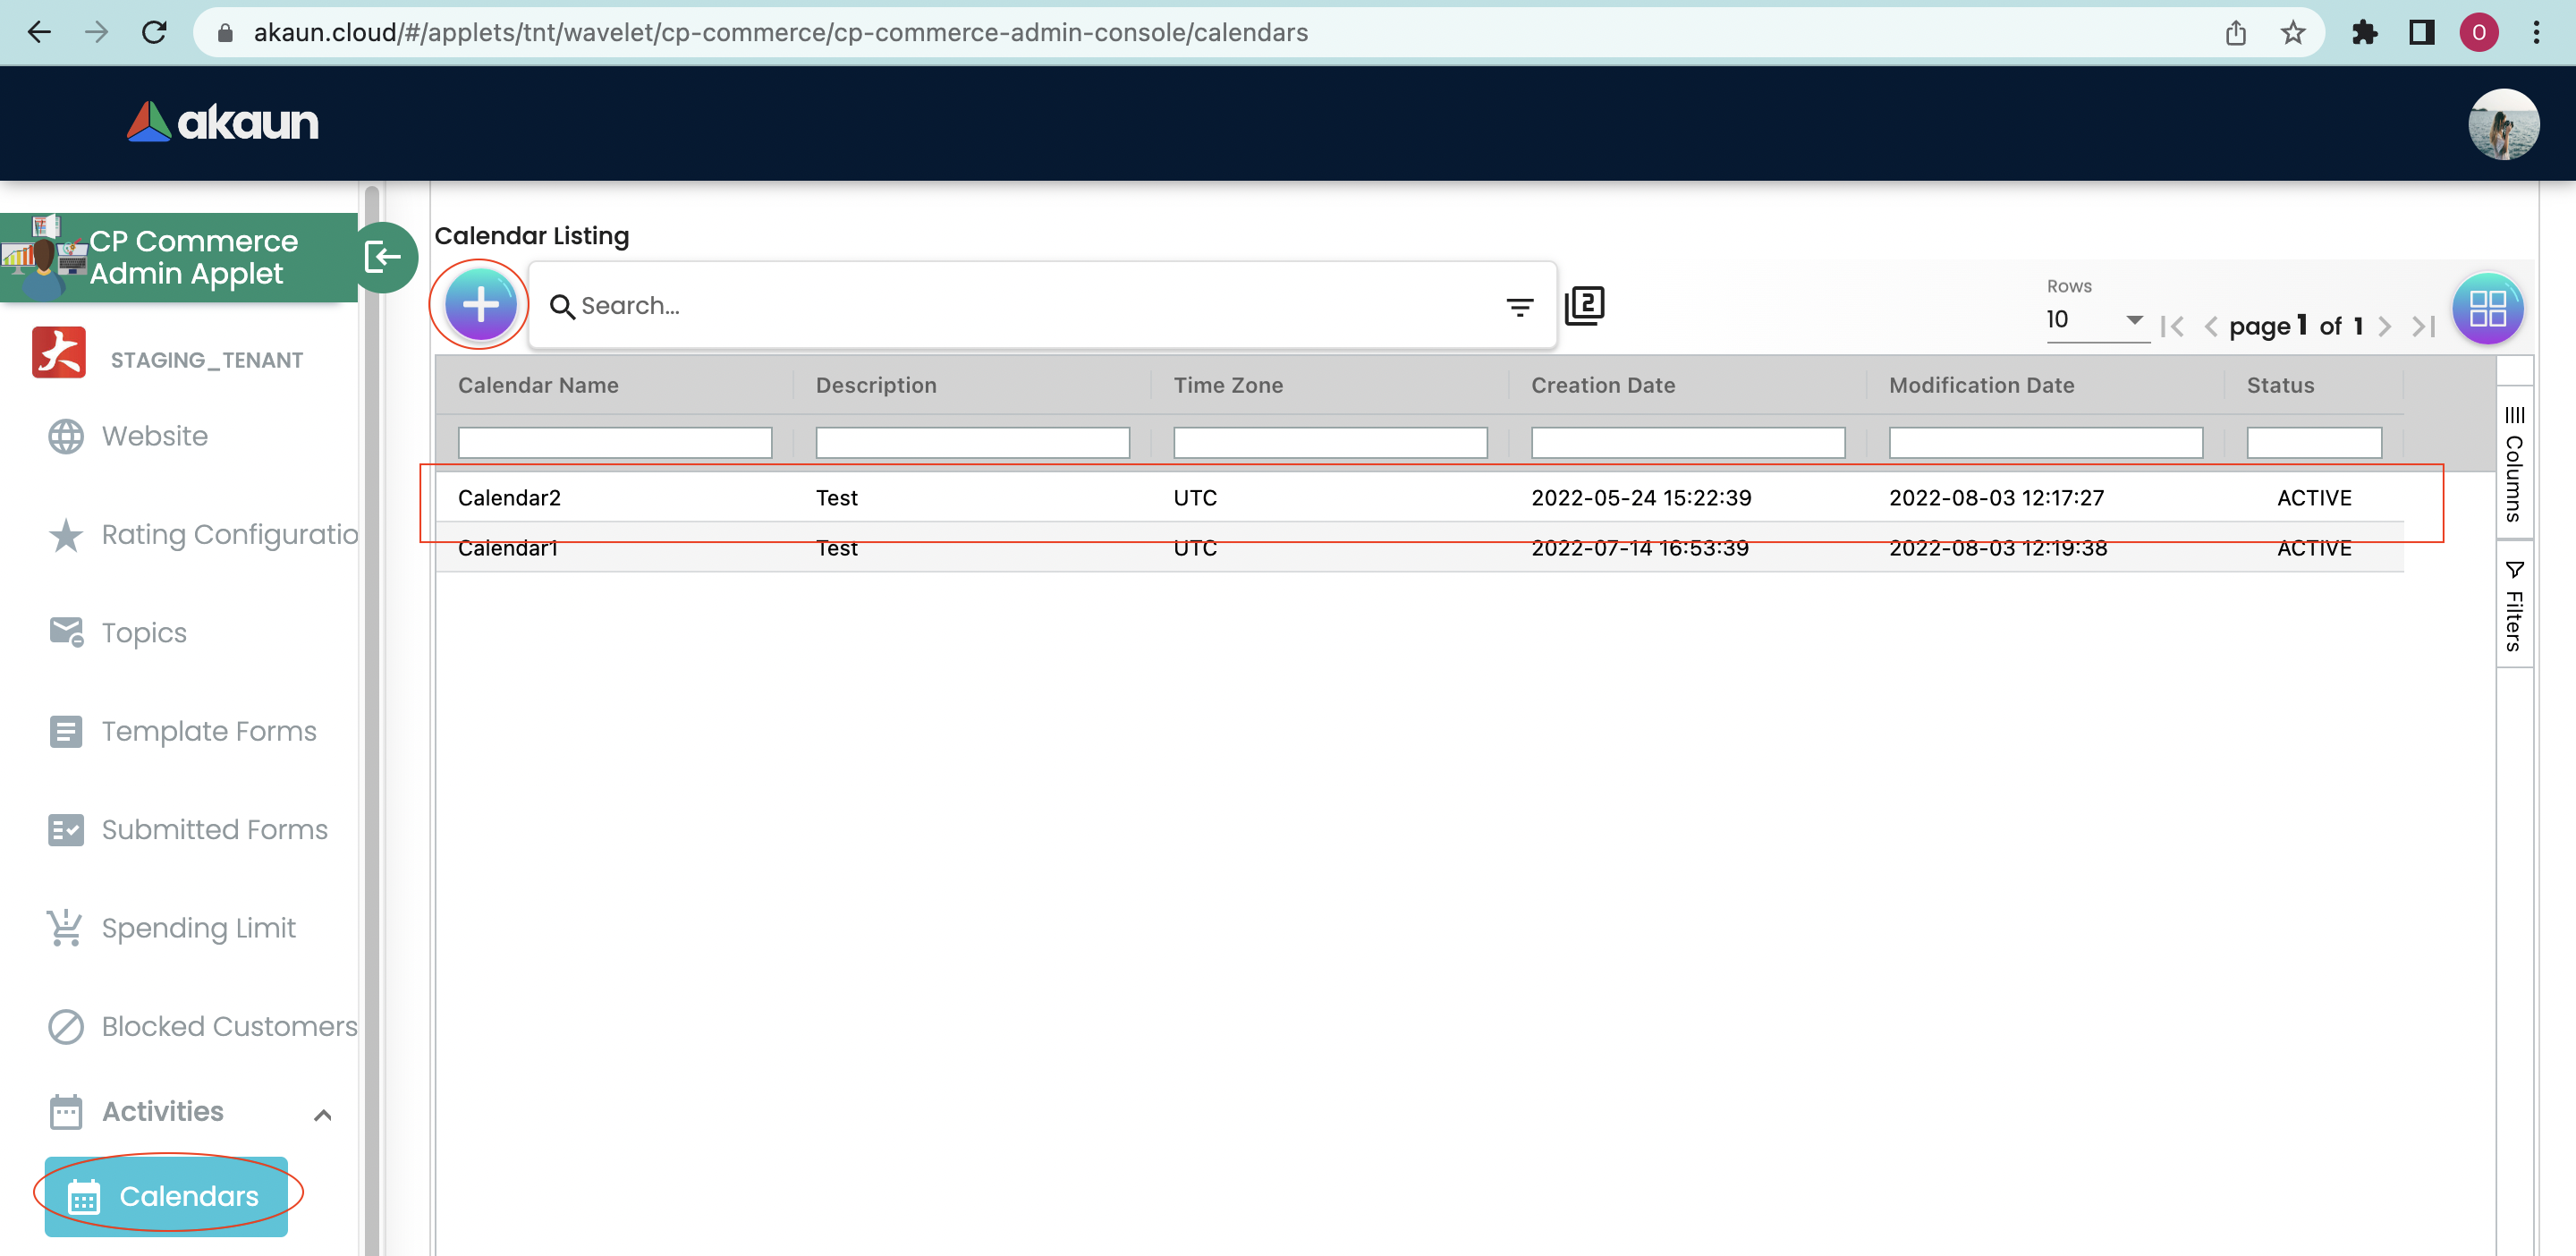 akaun.cloud/#/applets/tnt/wavelet/cp-commerce/cp-commerce-admin-console/calendars
O
akaun
CP Commerce
Admin Applet
STAGING_TENANT
Website
Rating Configuratio
Topics
Template Forms
Submitted Forms
Spending Limit
Blocked Customers
Activities
Calendars
Calendar Listing
Search...
2
Rows
10
page 1 of 1
Calendar Name Description Time Zone Creation Date Modification Date Status
Calendar2 Test UTC 2022-05-24 15:22:39 2022-08-03 12:17:27 ACTIVE
Calendar1 Test UTC 2022-07-14 16:53:39 2022-08-03 12:19:38 ACTIVE
Columns
Filters